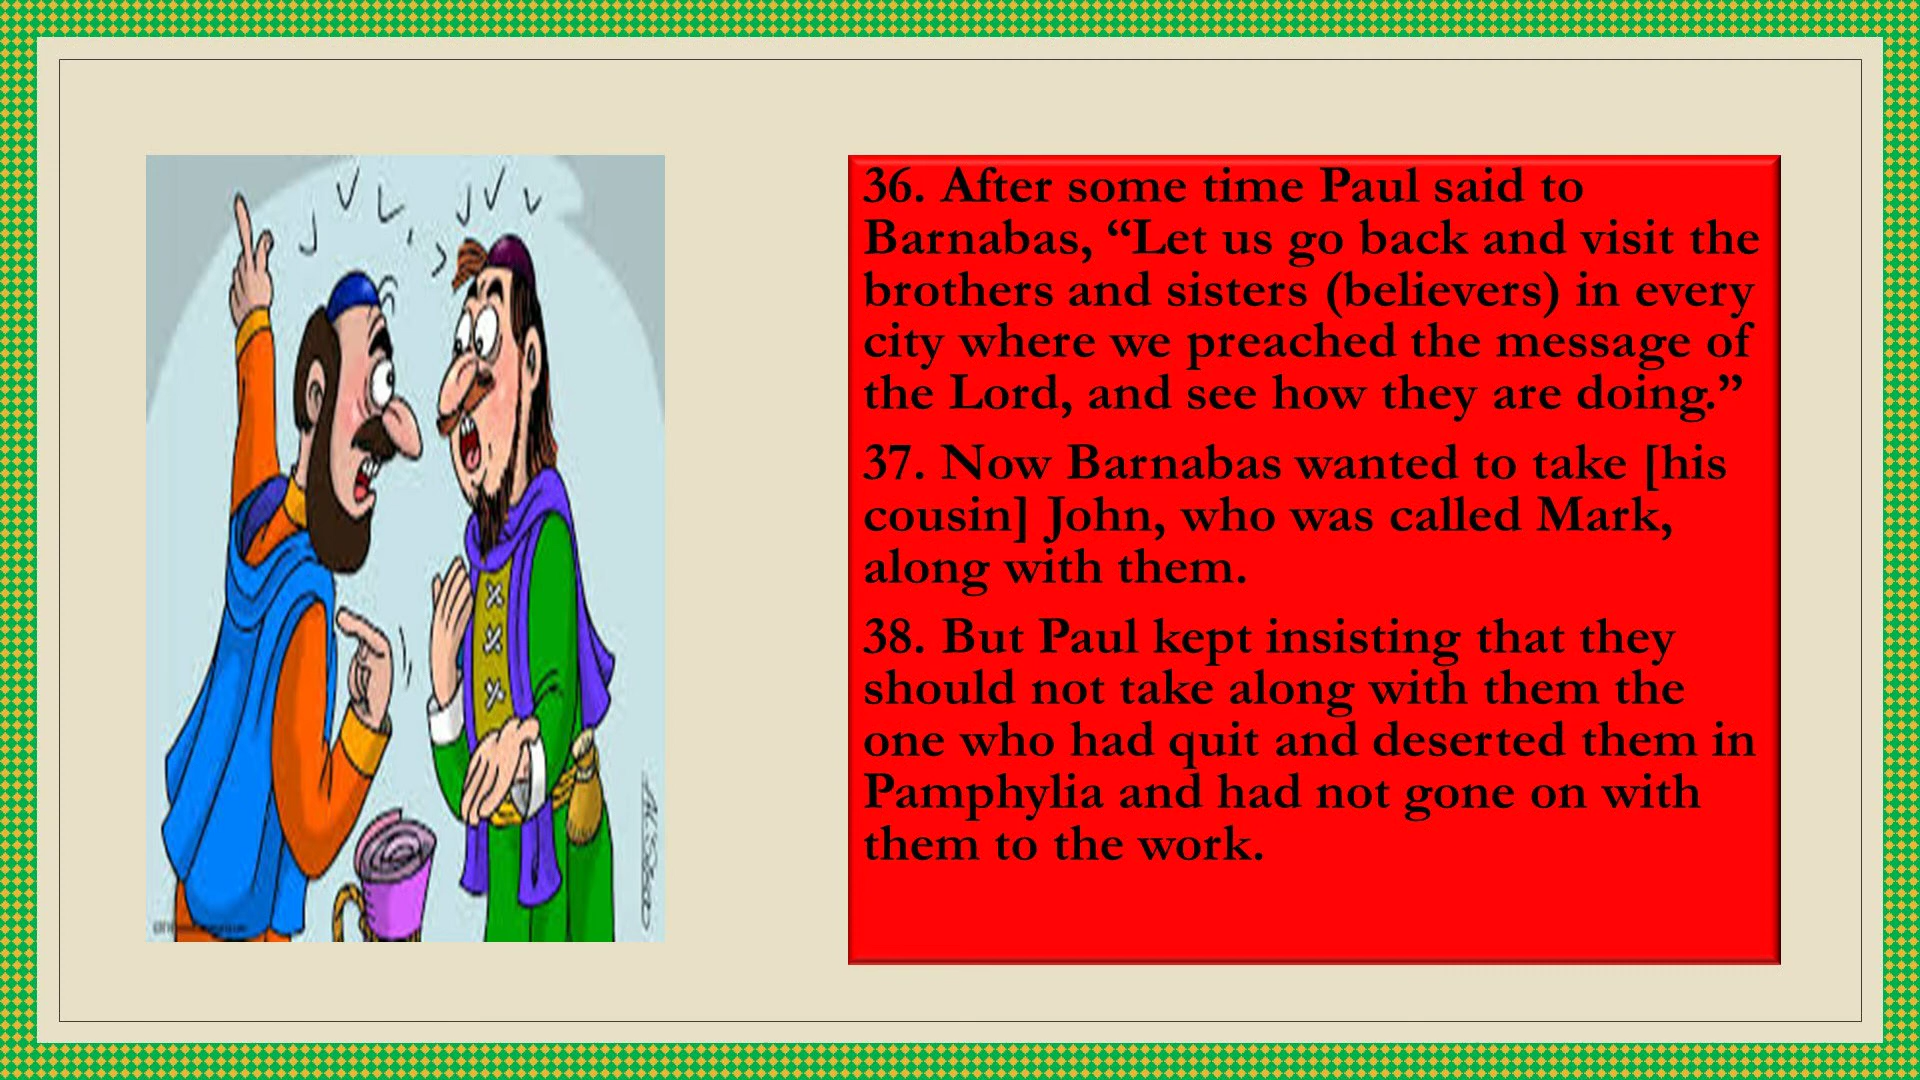 36. After some time Paul said to
Barnabas, “Let us go back and visit the
brothers and sisters (believers) in every
city where we preached the message of
the Lord, and see how they are doing.”
37. Now Barnabas wanted to take [his
cousin] John, who was called Mark,
along with them.
38. But Paul kept insisting that they
should not take along with them the
one who had quit and deserted them in
Pamphylia and had not gone on with
them to the work.